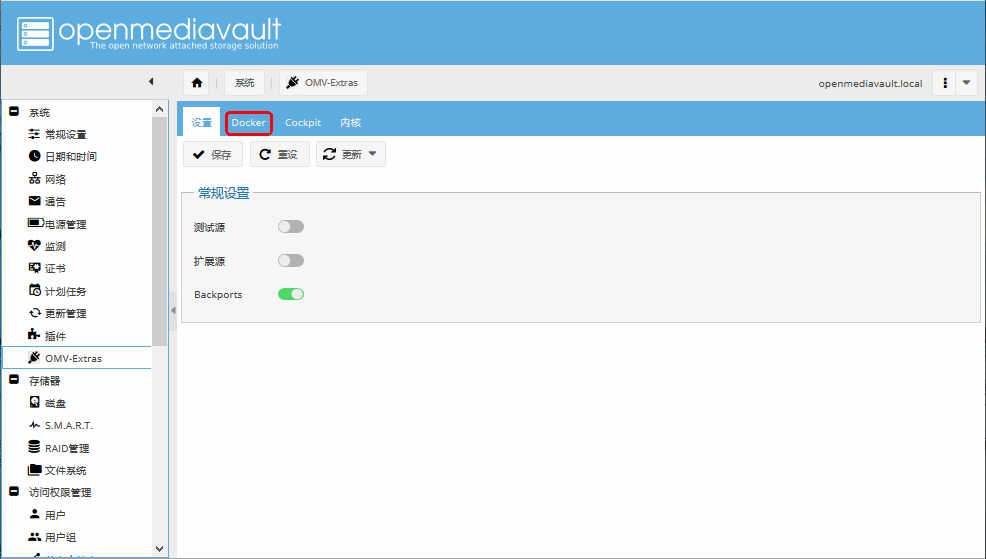 openmediavault
The open network attached storage solution
系统
OMV-Extras
openmediavault.local
系统
常规设置
日期和时间
网络
通告
电源管理
监测
证书
计划任务
更新管理
插件
OMV-Extras
存储器
磁盘
S.M.A.R.T.
RAID管理
文件系统
访问权限管理
用户
用户组
设置
Docker
Cockpit
内核
保存
重设
更新
常规设置
测试源
扩展源
Backports